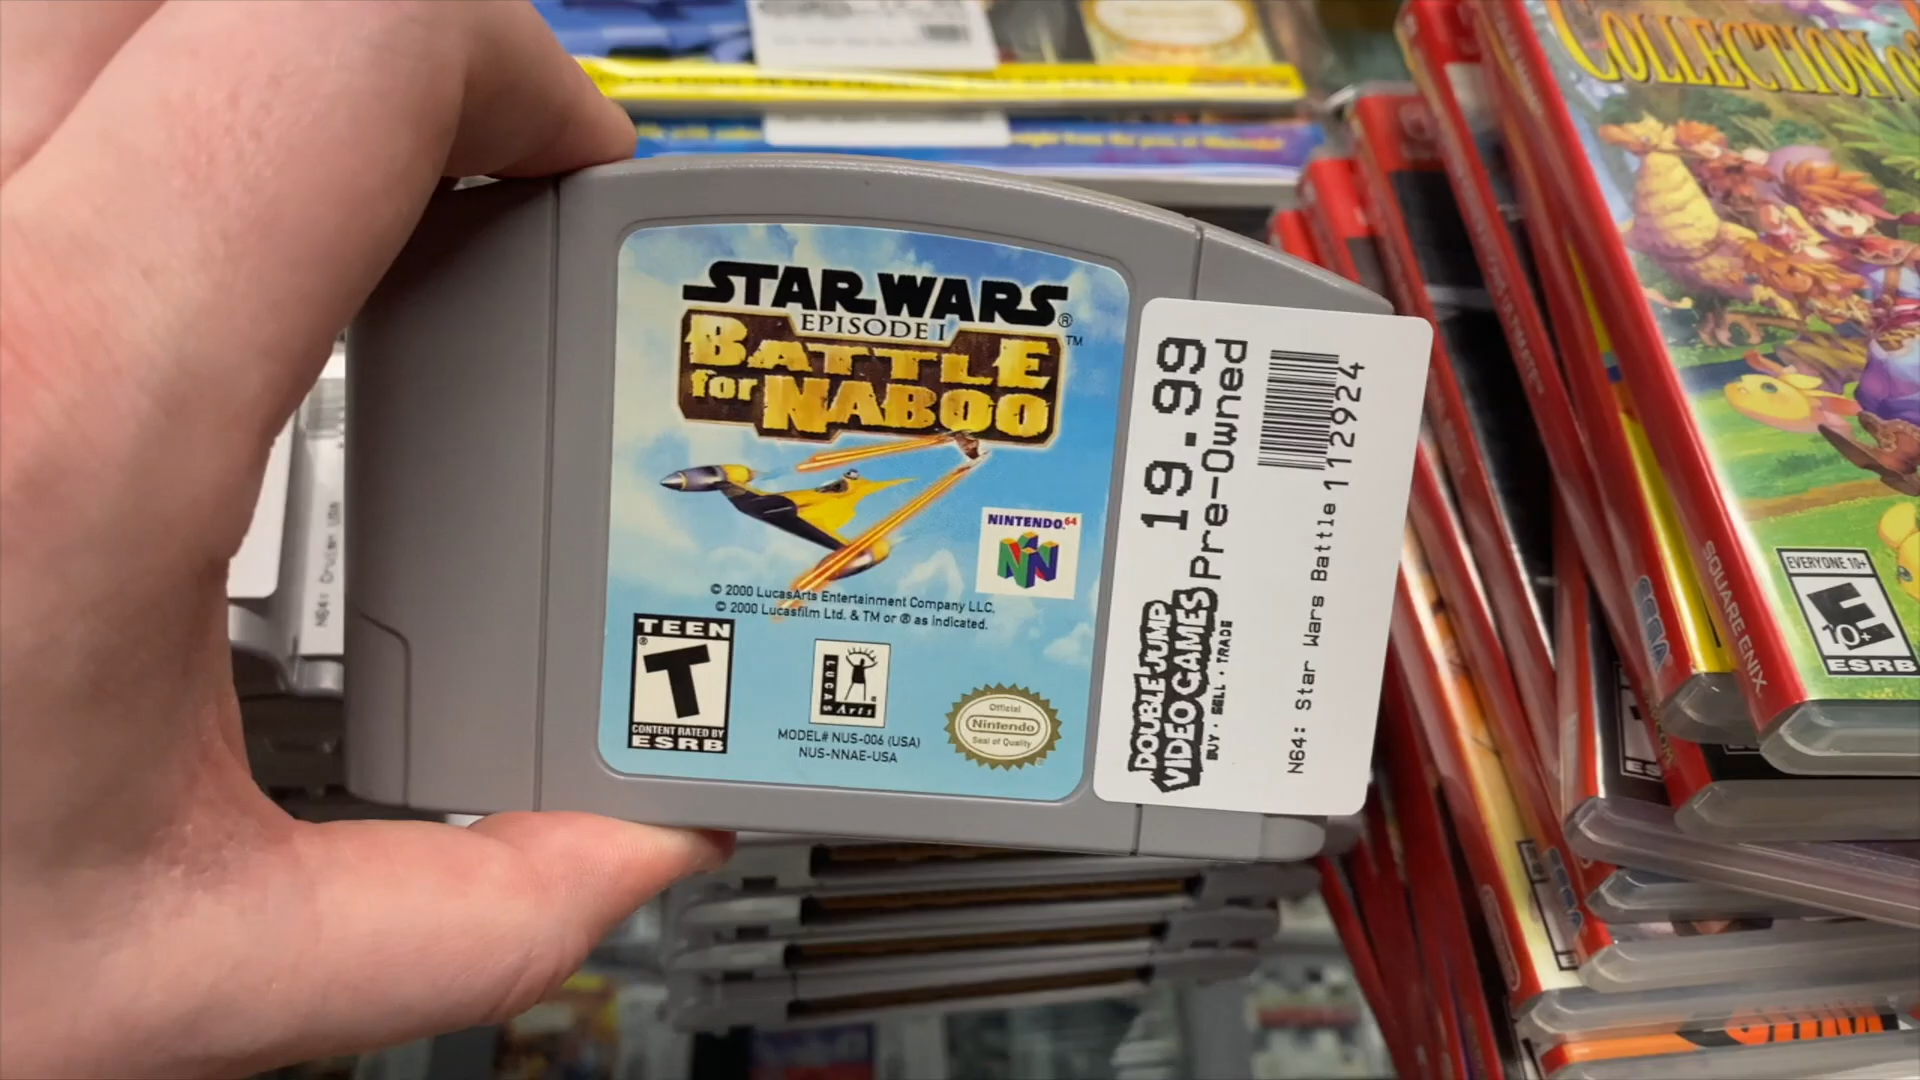 STAR WARS®
EPISODE I
BATTLE
for NABOO™
NINTENDO 64
© 2000 LucasArts Entertainment Company LLC.
© 2000 Lucasfilm Ltd. & TM or ® as indicated.
TEEN
T
CONTENT RATED BY
ESRB
LUCAS
Arts
MODEL# NUS-006 (USA)
NUS-NNAE-USA
Official
Nintendo
Seal of Quality
19.99
Pre-Owned
112924
N64: Star Wars Battle
DOUBLE JUMP
VIDEO GAMES
BUY. SELL. TRADE
COLLECTION of
EVERYONE 10+
E
10+
ESRB
SQUARE ENIX
SEGA